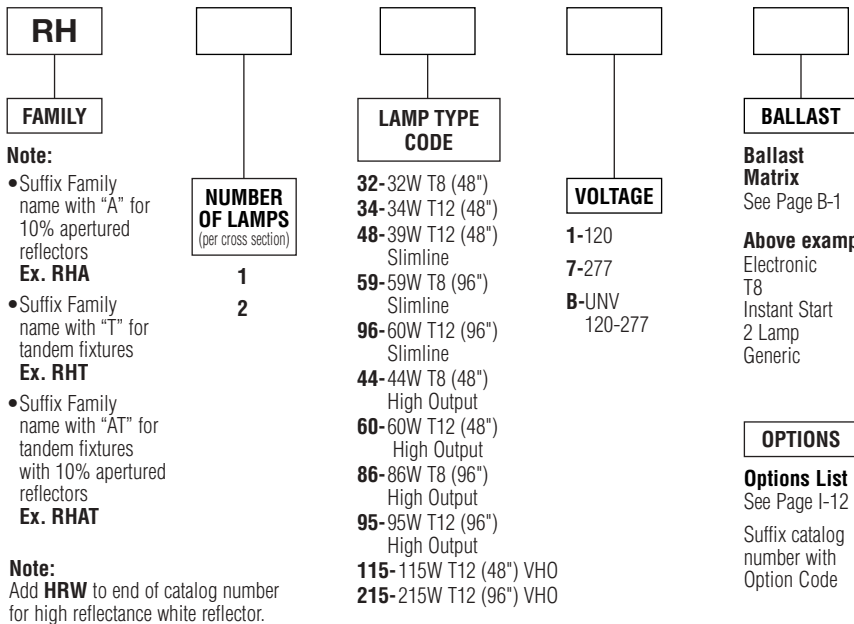 RH
FAMILY
Note:
•Suffix Family
name with “A” for
10% apertured
reflectors
Ex. RHA
•Suffix Family
name with “T” for
tandem fixtures
Ex. RHT
•Suffix Family
name with “AT” for
tandem fixtures
with 10% apertured
reflectors
Ex. RHAT
Note:
Add HRW to end of catalog number
for high reflectance white reflector.
NUMBER
OF LAMPS
(per cross section)
1
2
LAMP TYPE
CODE
32-32W T8 (48")
34-34W T12 (48")
48-39W T12 (48")
Slimline
59-59W T8 (96")
Slimline
96-60W T12 (96")
Slimline
44-44W T8 (48")
High Output
60-60W T12 (48")
High Output
86-86W T8 (96")
High Output
95-95W T12 (96")
High Output
115-115W T12 (48") VHO
215-215W T12 (96") VHO
VOLTAGE
1-120
7-277
B-UNV
120-277
BALLAST
Ballast
Matrix
See Page B-1
Above
Electronic
T8
Instant Start
2 Lamp
Generic
OPTIONS
Options List
See Page I-12
Suffix catalog
number with
Option Code